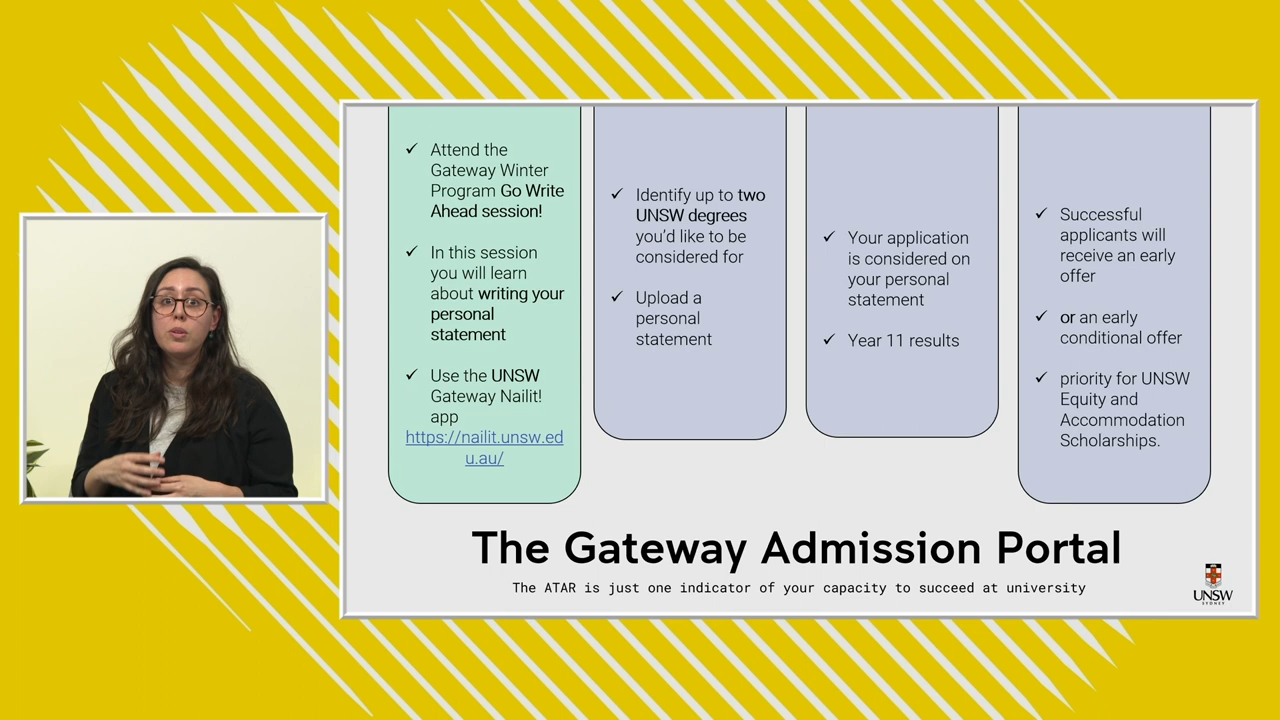 ✓ Attend the
Gateway Winter
Program Go Write
Ahead session!
✓ In this session
you will learn
about writing your
personal
statement
✓ Use the UNSW
Gateway Nailit!
app
https://nailit.unsw.ed
u.au/
✓ Identify up to two
UNSW degrees
you'd like to be
considered for
✓ Upload a
personal
statement
✓ Your application
is considered on
your personal
statement
✓ Year 11 results
✓ Successful
applicants will
receive an early
offer
✓ or an early
conditional offer
✓ priority for UNSW
Equity and
Accommodation
Scholarships.
The Gateway Admission Portal
The ATAR is just one indicator of your capacity to succeed at university
UNSW
SYDNEY